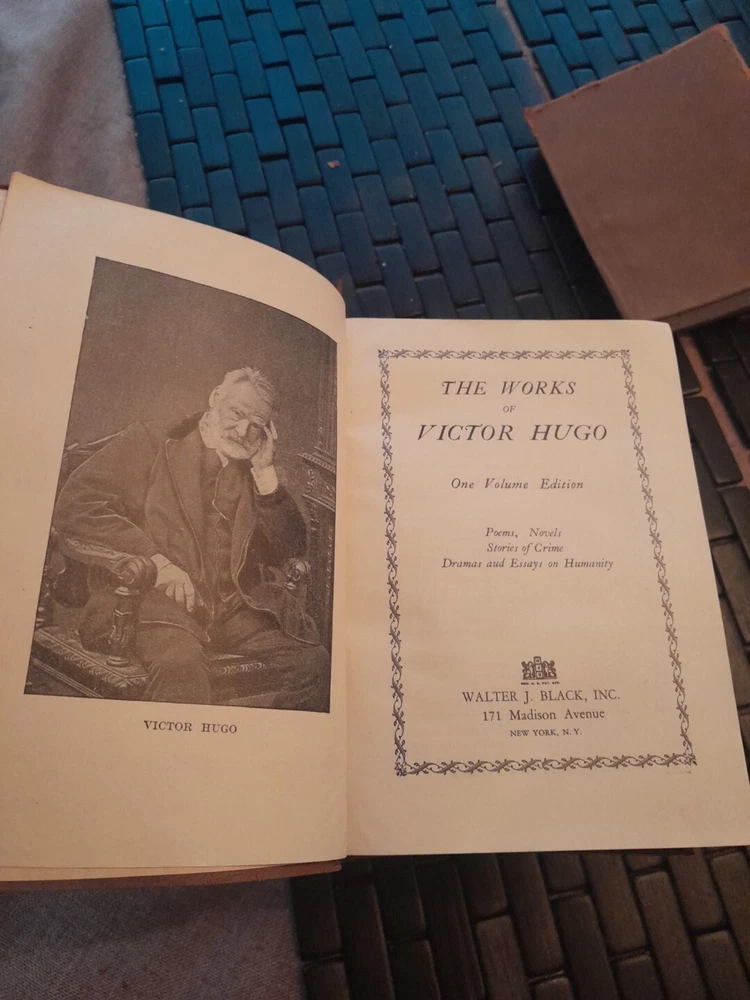 VICTOR HUGO
THE WORKS
OF
VICTOR HUGO
One Volume Edition
Poems, Novels
Stories of Crime
Dramas and Essays on Humanity
WALTER J. BLACK, INC.
171 Madison Avenue
NEW YORK, N. Y.